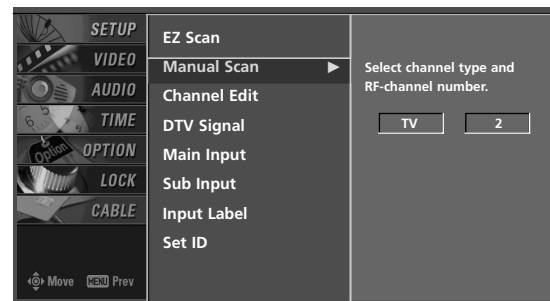 SETUP
VIDEO
AUDIO
TIME
Option OPTION
LOCK
CABLE
Move MENU Prev
EZ Scan
Manual Scan
Channel Edit
DTV Signal
Main Input
Sub Input
Input Label
Set ID
Select channel type and
RF-channel number.
TV 2